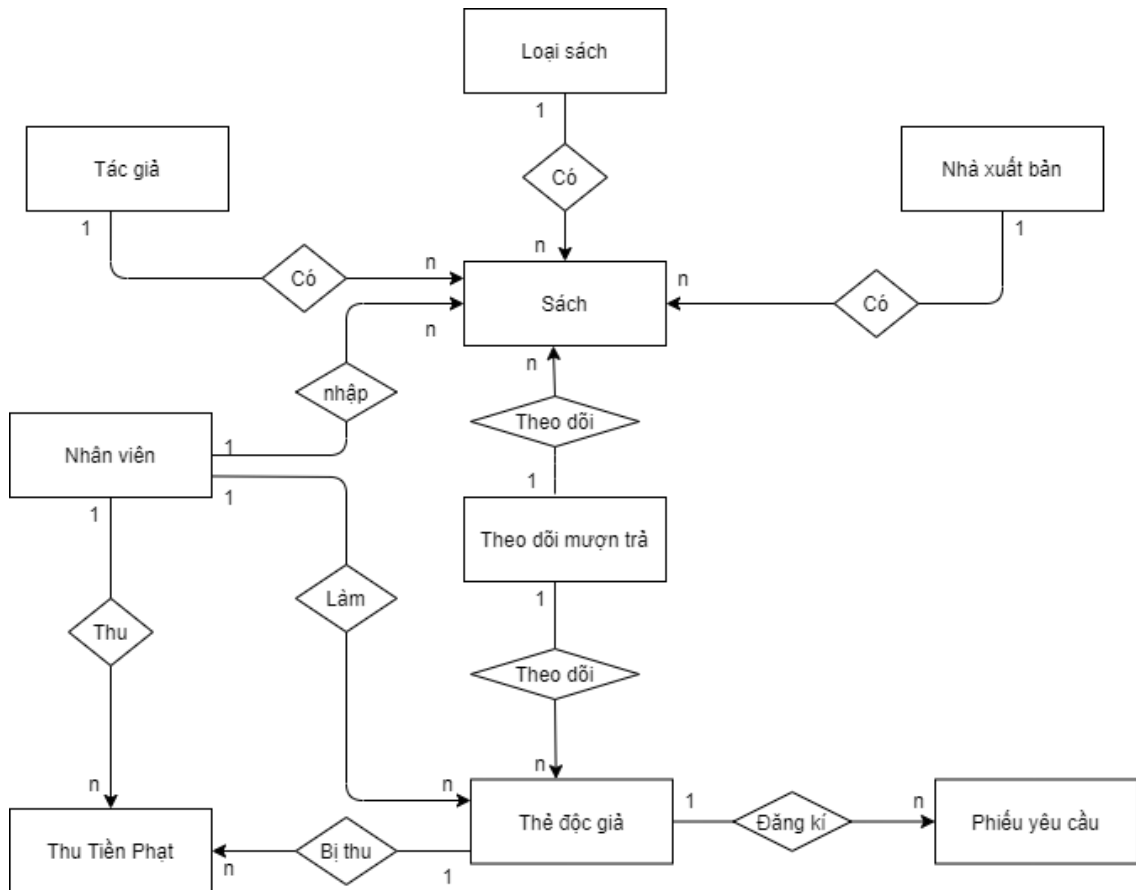 Loại sách
1
Tác giả
Nhà xuất bản
Có
1
1
n
n
Có
n
Có
Sách
n
n
nhập
Theo dõi
1
Nhân viên
1
1
1
Theo dõi mượn trả
1
Làm
Thu
Theo dõi
n
n
n
1
n
Thẻ độc giả
Đăng kí
Phiếu yêu cầu
Thu Tiền Phạt
Bị thu
n
1